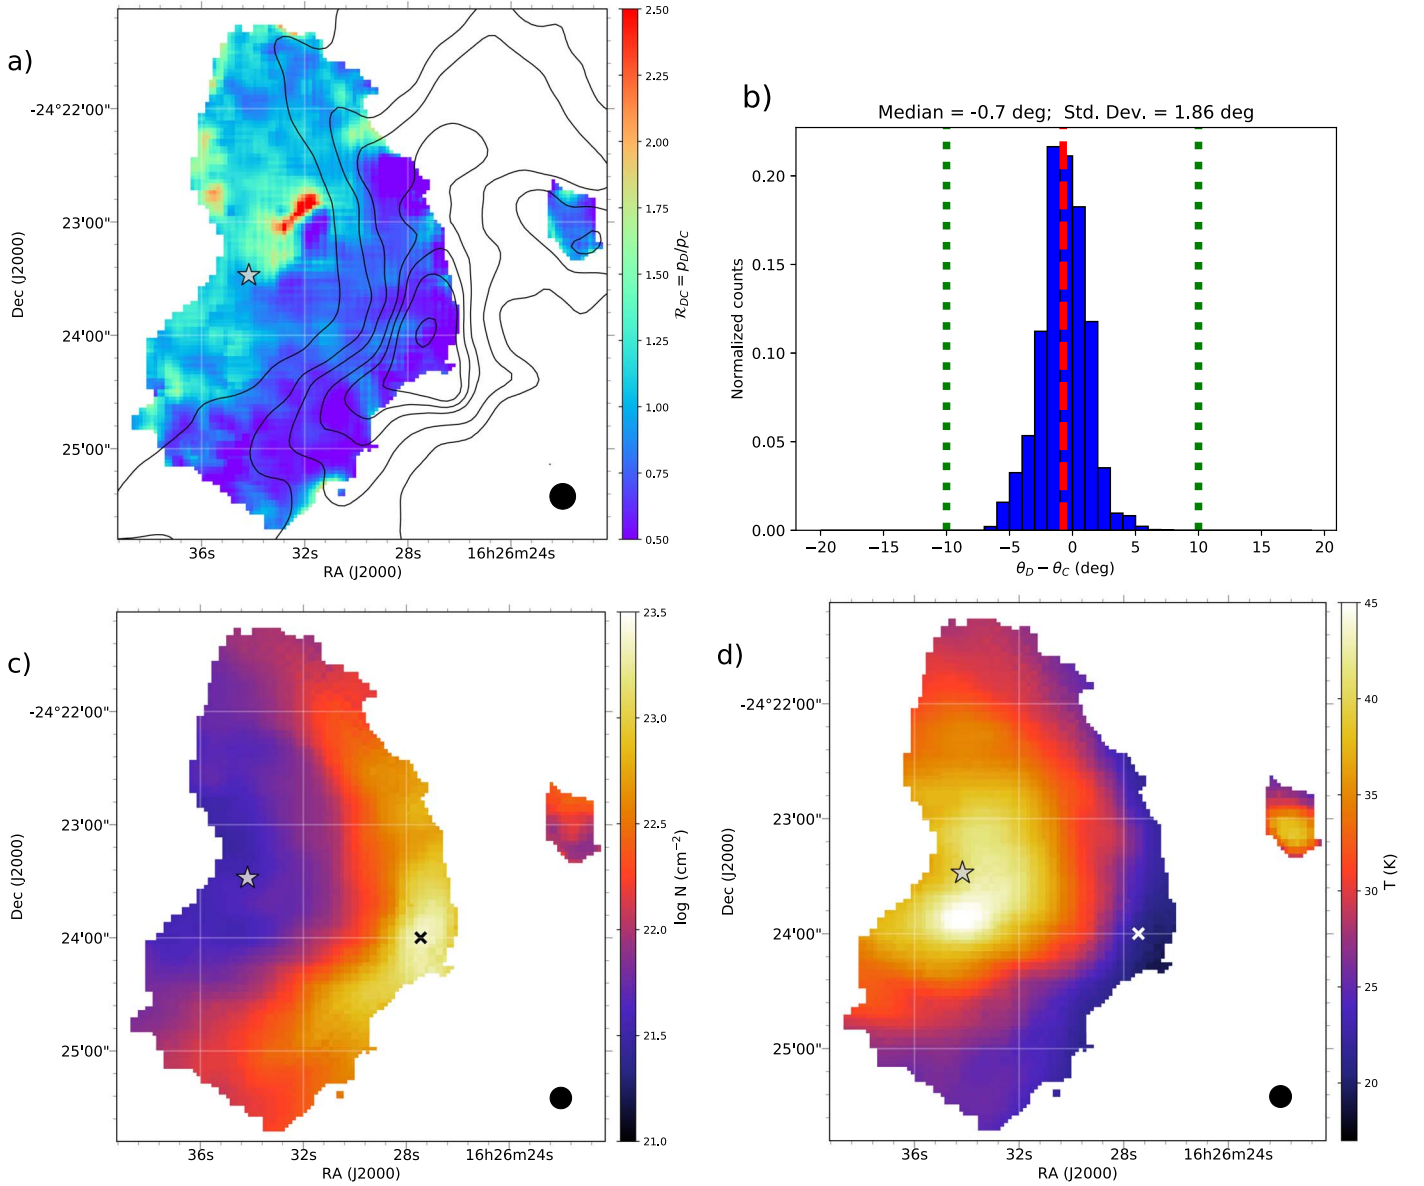 a)
-24°22'00"
23'00"
24'00"
25'00"
Dec (J2000)
36s
32s
28s
16h26m24s
RA (J2000)
2.50
2.25
2.00
1.75
1.50
1.25
1.00
0.75
0.50
ℛ_DC = p_D/p_C
b)
Median = -0.7 deg; Std. Dev. = 1.86 deg
0.20
0.15
0.10
0.05
0.00
Normalized counts
−20
−15
−10
−5
0
5
10
15
20
θ_D − θ_C (deg)
c)
-24°22'00"
23'00"
24'00"
25'00"
Dec (J2000)
36s
32s
28s
16h26m24s
RA (J2000)
23.5
23.0
22.5
22.0
21.5
21.0
log N (cm⁻²)
d)
-24°22'00"
23'00"
24'00"
25'00"
Dec (J2000)
36s
32s
28s
16h26m24s
RA (J2000)
45
40
35
30
25
20
T (K)